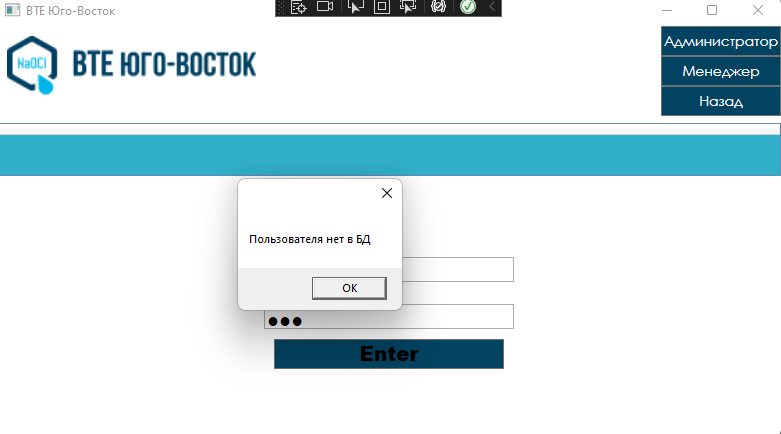 ВТЕ Юго-Восток
NaOCl
ВТЕ ЮГО-ВОСТОК
Администратор
Менеджер
Назад
Пользователя нет в БД
OK
Enter